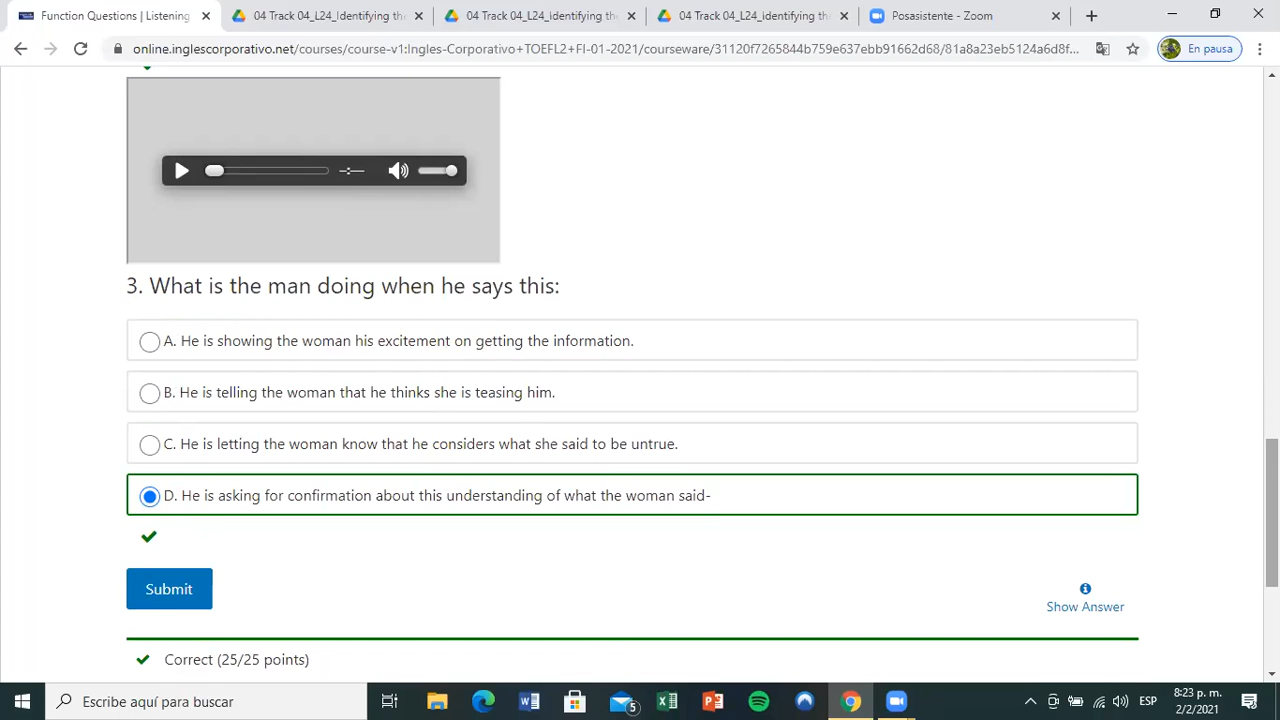 Function Questions | Listening
04 Track 04_L24_Identifying the
04 Track 04_L24_identifying the
04 Track 04_L24_identifying the
Posasistente - Zoom
online.inglescorporativo.net/courses/course-v1:Ingles-Corporativo+TOEFL2+FI-01-2021/courseware/31120f7265844b759e637ebb91662d68/81a8a23eb5124a6d8f...
En pausa
3. What is the man doing when he says this:
A. He is showing the woman his excitement on getting the information.
B. He is telling the woman that he thinks she is teasing him.
C. He is letting the woman know that he considers what she said to be untrue.
D. He is asking for confirmation about this understanding of what the woman said-
Submit
Show Answer
Correct (25/25 points)
Escribe aquí para buscar
5
ESP
8:23 p. m.
2/2/2021